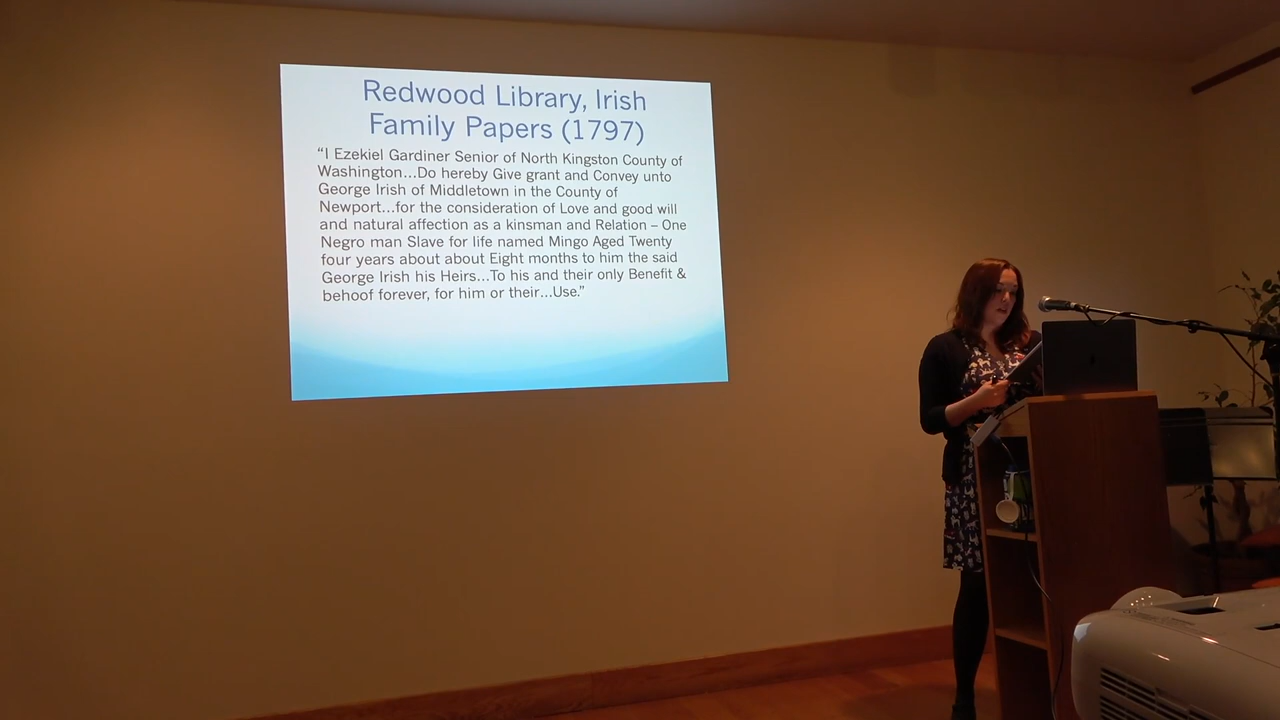 Redwood Library, Irish
Family Papers (1797)
“I Ezekiel Gardiner Senior of North Kingston County of
Washington...Do hereby Give grant and Convey unto
George Irish of Middletown in the County of
Newport...for the consideration of Love and good will
and natural affection as a kinsman and Relation – One
Negro man Slave for life named Mingo Aged Twenty
four years about about Eight months to him the said
George Irish his Heirs...To his and their only Benefit &
behoof forever, for him or their...Use.”